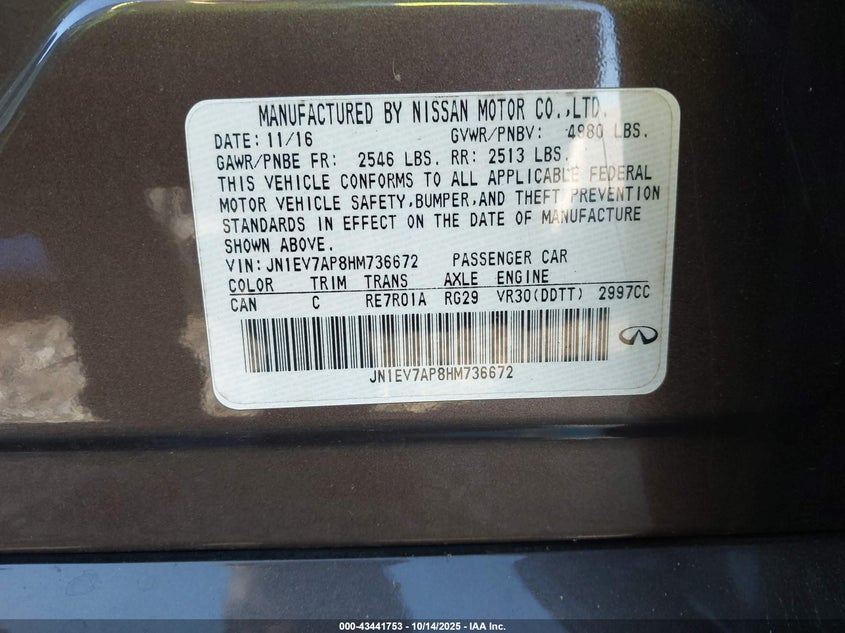 MANUFACTURED BY NISSAN MOTOR CO.,LTD.
DATE: 11/16 GVWR/PNBV: 4980 LBS.
GAWR/PNBE FR: 2546 LBS. RR: 2513 LBS.
THIS VEHICLE CONFORMS TO ALL APPLICABLE FEDERAL
MOTOR VEHICLE SAFETY,BUMPER,AND THEFT PREVENTION
STANDARDS IN EFFECT ON THE DATE OF MANUFACTURE
SHOWN ABOVE.
VIN:JN1EV7AP8HM736672 PASSENGER CAR
COLOR TRIM TRANS AXLE ENGINE
CAN C RE7R01A RG29 VR30(DDTT) 2997CC
JN1EV7AP8HM736672
000-43441753 - 10/14/2025 - IAA Inc.